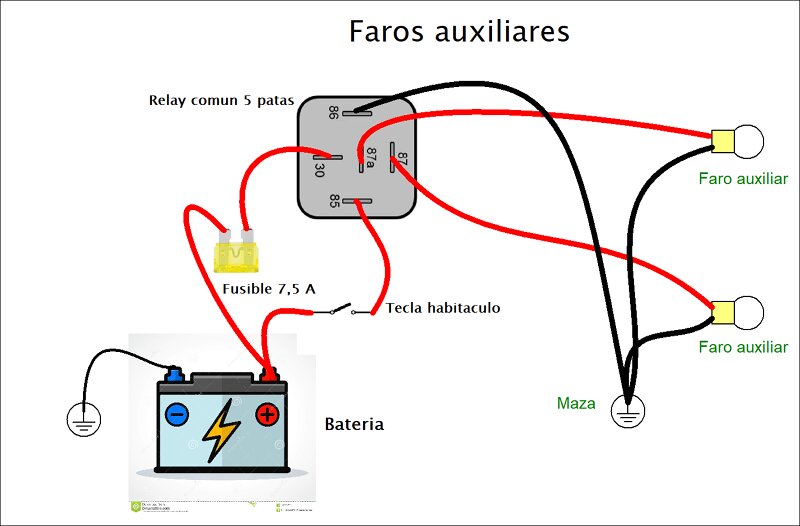 Faros auxiliares
Relay comun 5 patas
86
87a
87
30
85
Faro auxiliar
Fusible 7,5 A
Tecla habitaculo
Faro auxiliar
Maza
Bateria